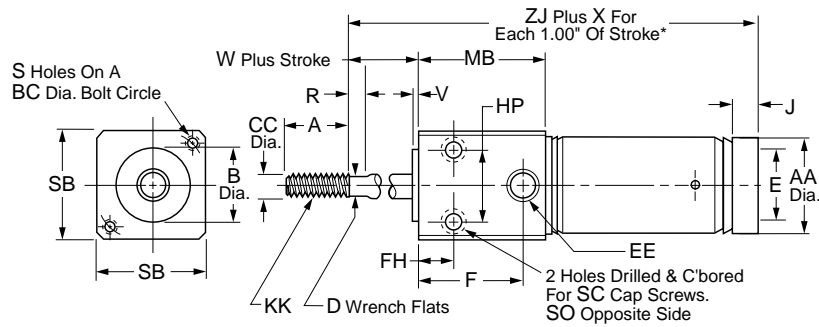 ZJ Plus X For
Each 1.00" Of Stroke*
W Plus Stroke
MB
S Holes On A
BC Dia. Bolt Circle
R
V
HP
J
CC
Dia.
A
SB
B
Dia.
E
AA
Dia.
SB
FH
F
EE
KK
D Wrench Flats
2 Holes Drilled & C'bored
For SC Cap Screws.
SO Opposite Side